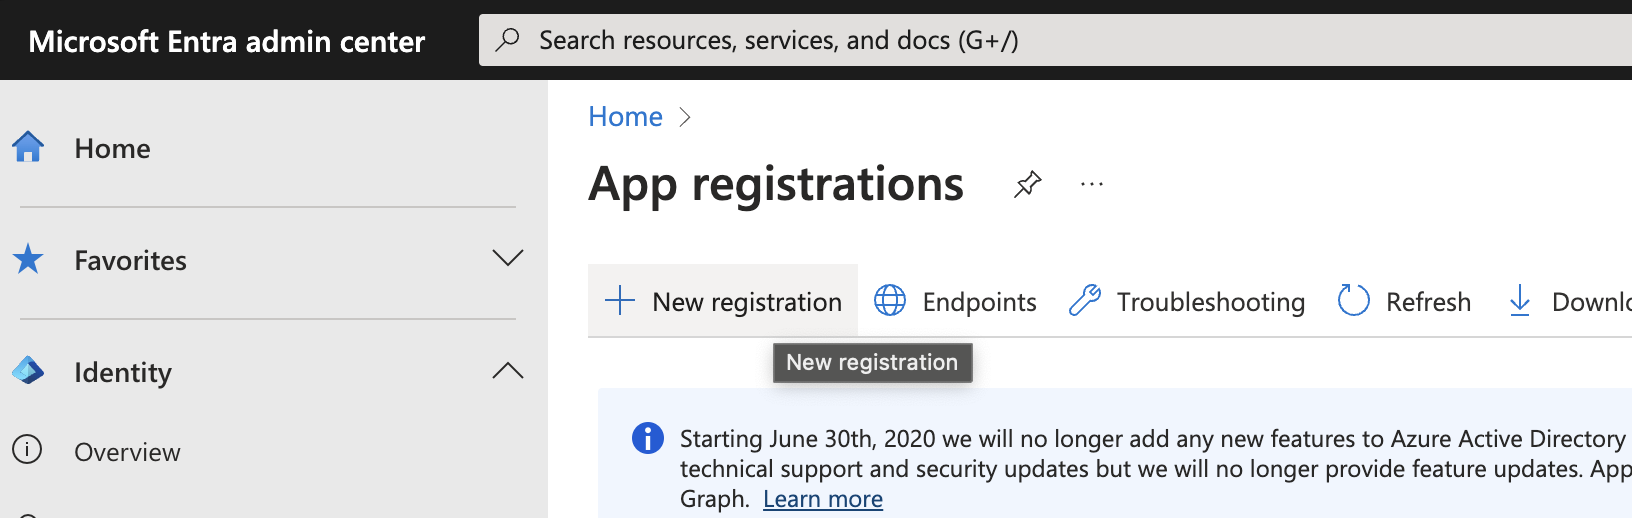 Microsoft Entra admin center
Search resources, services, and docs (G+/)
Home
Favorites
Identity
Overview
Home
App registrations
New registration
Endpoints
Troubleshooting
Refresh
New registration
Starting June 30th, 2020 we will no longer add any new features to Azure Active Directory
technical support and security updates but we will no longer provide feature updates. App
Graph. Learn more